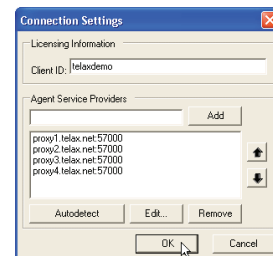 Connection Settings
Licensing Information
Client ID: telaxdemo
Agent Service Providers
Add
proxy1.telax.net:57000
proxy2.telax.net:57000
proxy3.telax.net:57000
proxy4.telax.net:57000
Autodetect Edit... Remove
OK Cancel